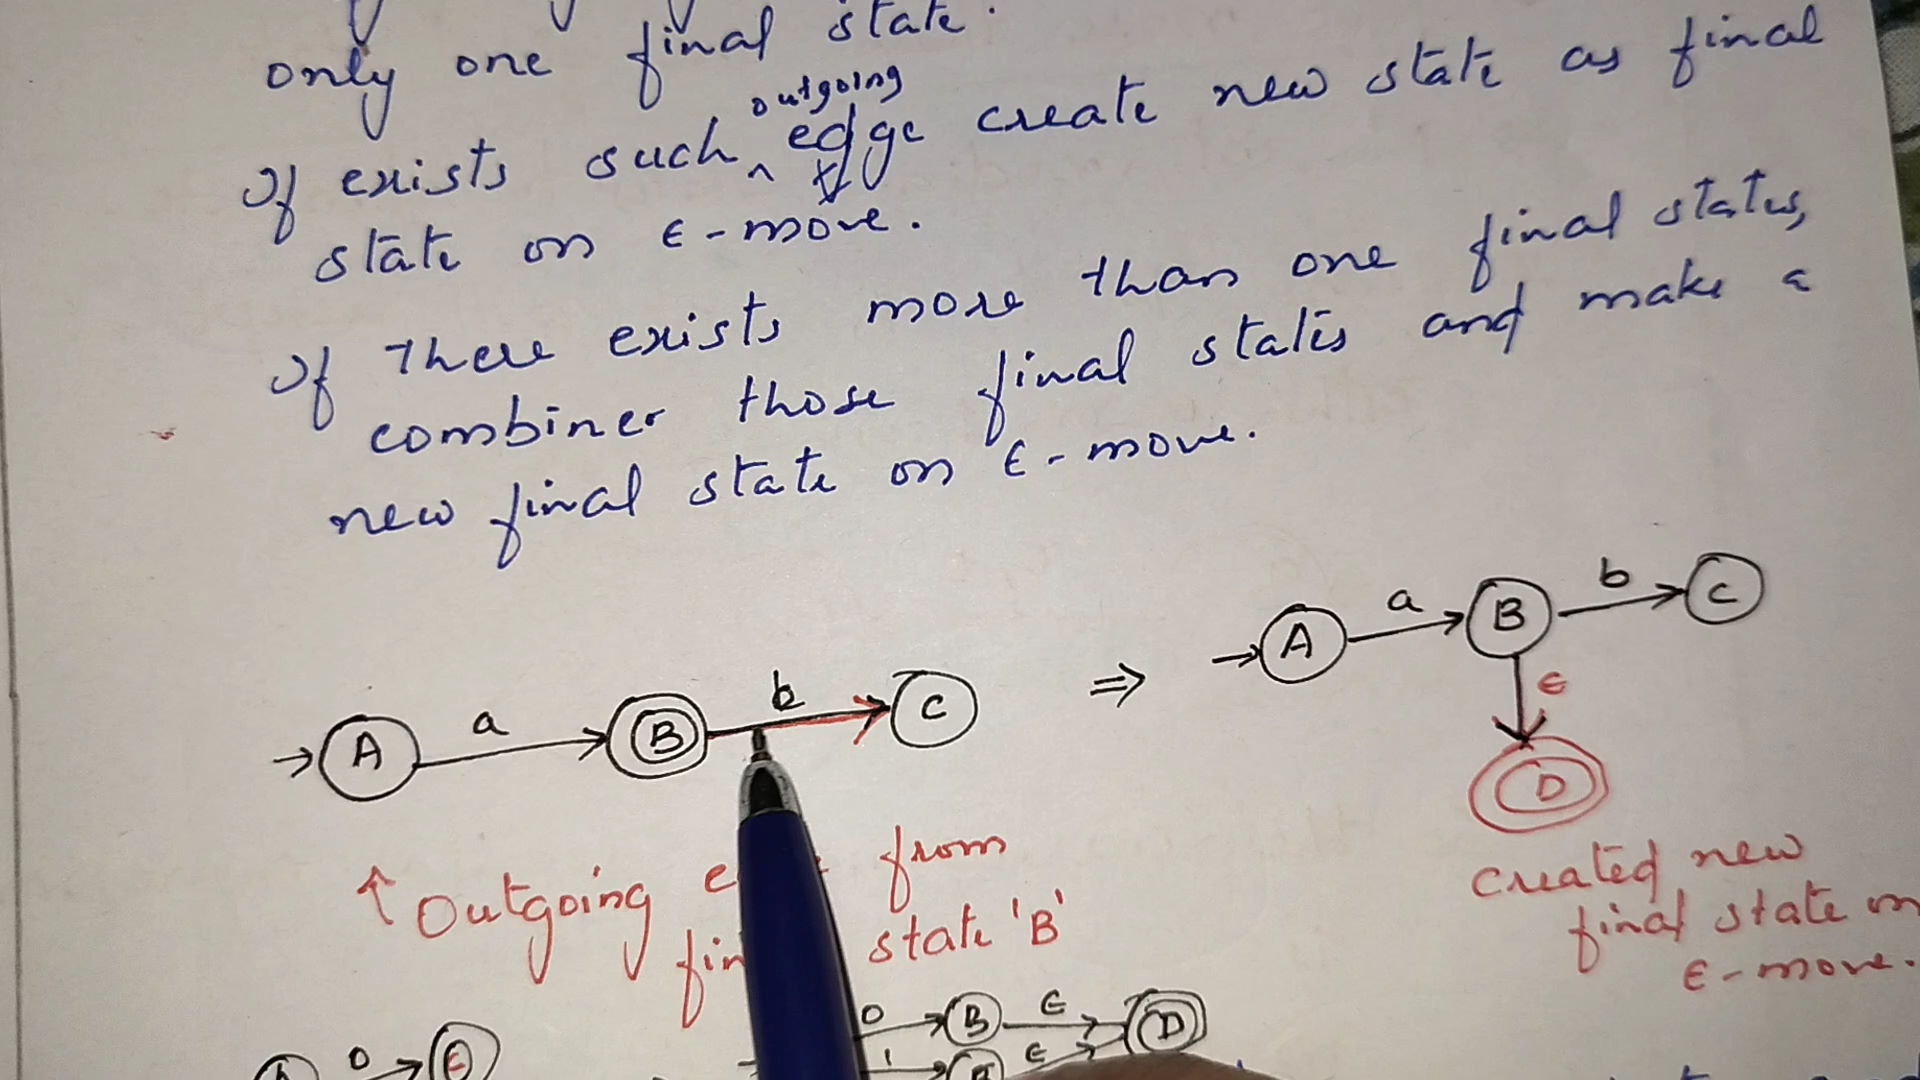 only one final state.
outgoing
If exists such ^ edge create new state as final
state on ε-move.
If there exists more than one final states,
combiner those final states and make a
new final state on ε-move.
A a B b C
⇒
A a B b C
ε
D
↑ Outgoing from
state 'B'
created new
final state on
ε-move.
0 B ε D
1 ε
0